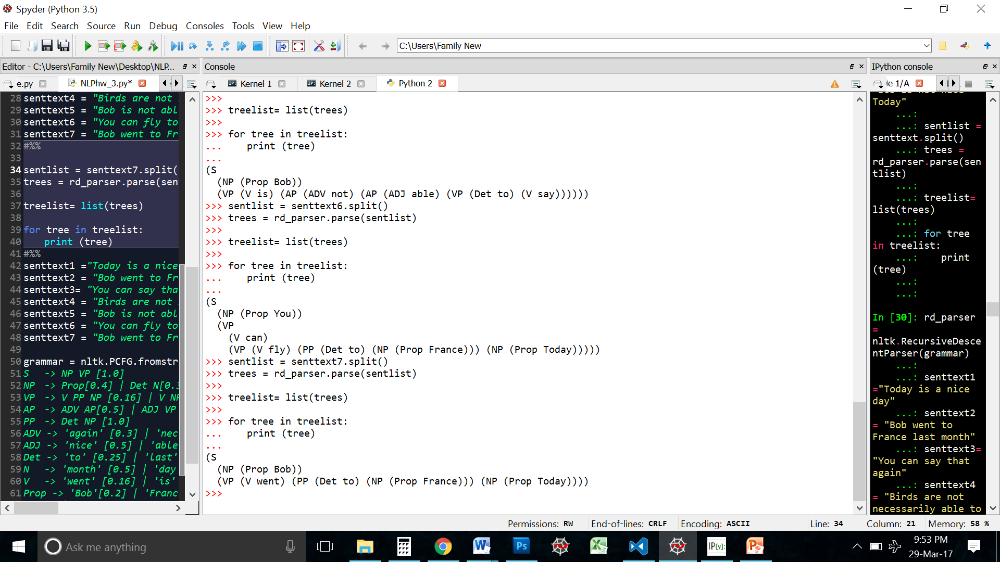 Spyder (Python 3.5)
File Edit Search Source Run Debug Consoles Tools View Help
C:\Users\Family New
Editor - C:\Users\Family New\Desktop\NLP...
e.py NLPhw_3.py*
28 senttext4 = "Birds are not
29 senttext5 = "Bob is not abl
30 senttext6 = "You can fly to
31 senttext7 = "Bob went to Fr
32 #%%
33
34 sentlist = senttext7.split(
35 trees = rd_parser.parse(sen
36
37 treelist= list(trees)
38
39 for tree in treelist:
40     print (tree)
41 #%%
42 senttext1 ="Today is a nice
43 senttext2 = "Bob went to Fr
44 senttext3= "You can say tha
45 senttext4 = "Birds are not
46 senttext5 = "Bob is not abl
47 senttext6 = "You can fly to
48 senttext7 = "Bob went to Fr
49
50 grammar = nltk.PCFG.fromstr
51 S   -> NP VP [1.0]
52 NP  -> Prop[0.4] | Det N[0.3
53 VP  -> V PP NP [0.16] | V NP
54 AP  -> ADV AP[0.5] | ADJ VP
55 PP  -> Det NP [1.0]
56 ADV -> 'again' [0.3] | 'nec
57 ADJ -> 'nice' [0.5] | 'able
58 Det -> 'to' [0.25] | 'last'
59 N   -> 'month' [0.5] | 'day
60 V   -> 'went' [0.16] | 'is'
61 Prop -> 'Bob'[0.2] | 'Franc
Console
Kernel 1 Kernel 2 Python 2
>>>
>>> treelist= list(trees)
>>>
>>> for tree in treelist:
...     print (tree)
...
(S
  (NP (Prop Bob))
  (VP (V is) (AP (ADV not) (AP (ADJ able) (VP (Det to) (V say))))))
>>> sentlist = senttext6.split()
>>> trees = rd_parser.parse(sentlist)
>>>
>>> treelist= list(trees)
>>>
>>> for tree in treelist:
...     print (tree)
...
(S
  (NP (Prop You))
  (VP
    (V can)
    (VP (V fly) (PP (Det to) (NP (Prop France))) (NP (Prop Today)))))
>>> sentlist = senttext7.split()
>>> trees = rd_parser.parse(sentlist)
>>>
>>> treelist= list(trees)
>>>
>>> for tree in treelist:
...     print (tree)
...
(S
  (NP (Prop Bob))
  (VP (V went) (PP (Det to) (NP (Prop France))) (NP (Prop Today))))
>>>
IPython console
le 1/A
Today"
...:
...: sentlist =
senttext.split()
...: trees =
rd_parser.parse(sen
tlist)
...:
...: treelist=
list(trees)
...:
...: for tree
in treelist:
...:     print
(tree)
...:
...:
In [30]: rd_parser
=
nltk.RecursiveDesce
ntParser(grammar)
...:
...: senttext1
="Today is a nice
day"
...: senttext2
= "Bob went to
France last month"
...: senttext3=
"You can say that
again"
...: senttext4
= "Birds are not
necessarily able to
Permissions: RW End-of-lines: CRLF Encoding: ASCII Line: 34 Column: 21 Memory: 58 %
Ask me anything
Ps
IP[y]:
9:53 PM
29-Mar-17